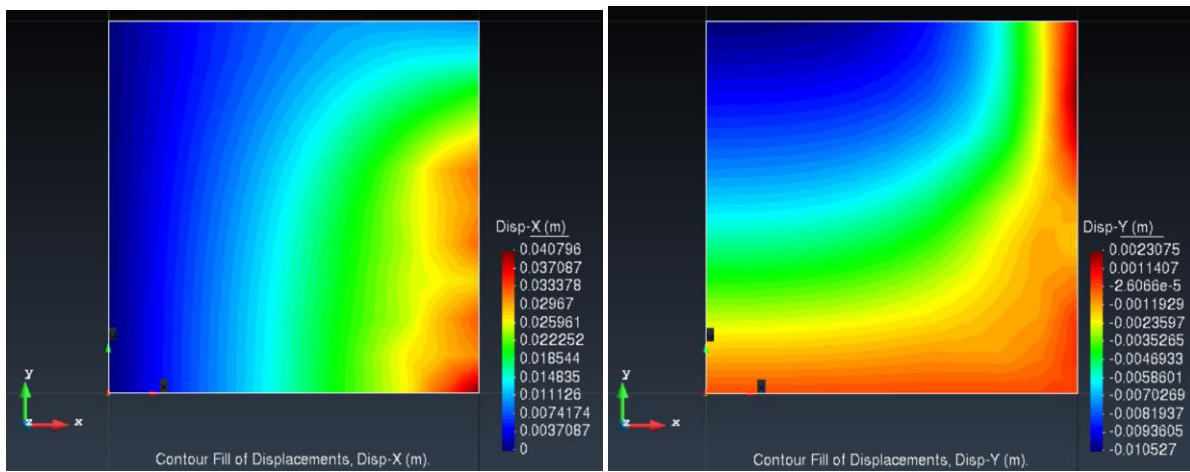 Disp-X (m)
0.040796
0.037087
0.033378
0.02967
0.025961
0.022252
0.018544
0.014835
0.011126
0.0074174
0.0037087
0
y
z
x
Contour Fill of Displacements, Disp-X (m).
Disp-Y (m)
0.0023075
0.0011407
-2.6066e-5
-0.0011929
-0.0023597
-0.0035265
-0.0046933
-0.0058601
-0.0070269
-0.0081937
-0.0093605
-0.010527
y
z
x
Contour Fill of Displacements, Disp-Y (m).